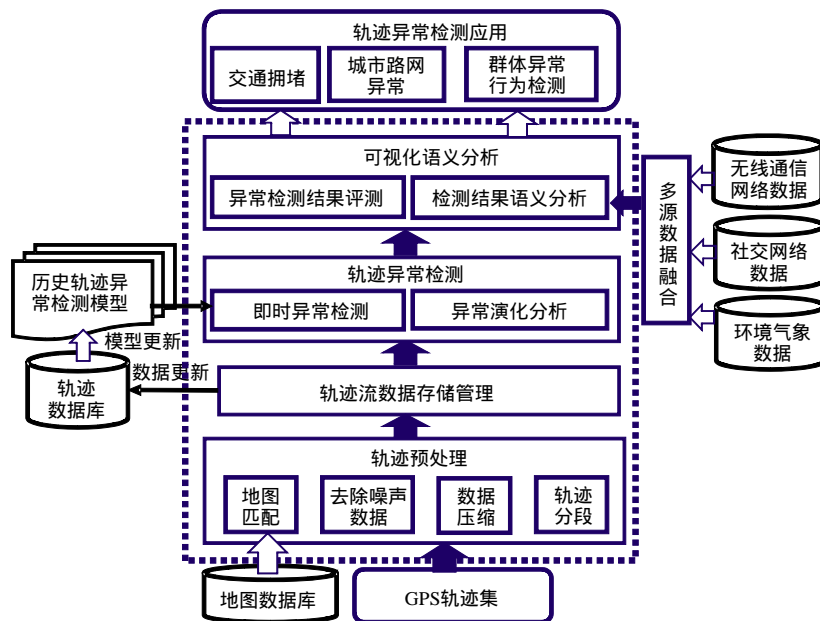 轨迹异常检测应用
交通拥堵
城市路网
异常
群体异常
行为检测
可视化语义分析
异常检测结果评测
检测结果语义分析
多
源
数
据
融
合
无线通信
网络数据
社交网络
数据
环境气象
数据
轨迹异常检测
即时异常检测
异常演化分析
历史轨迹异
常检测模型
模型更新
数据更新
轨迹
数据库
轨迹流数据存储管理
轨迹预处理
地图
匹配
去除噪声
数据
数据
压缩
轨迹
分段
地图数据库
GPS轨迹集